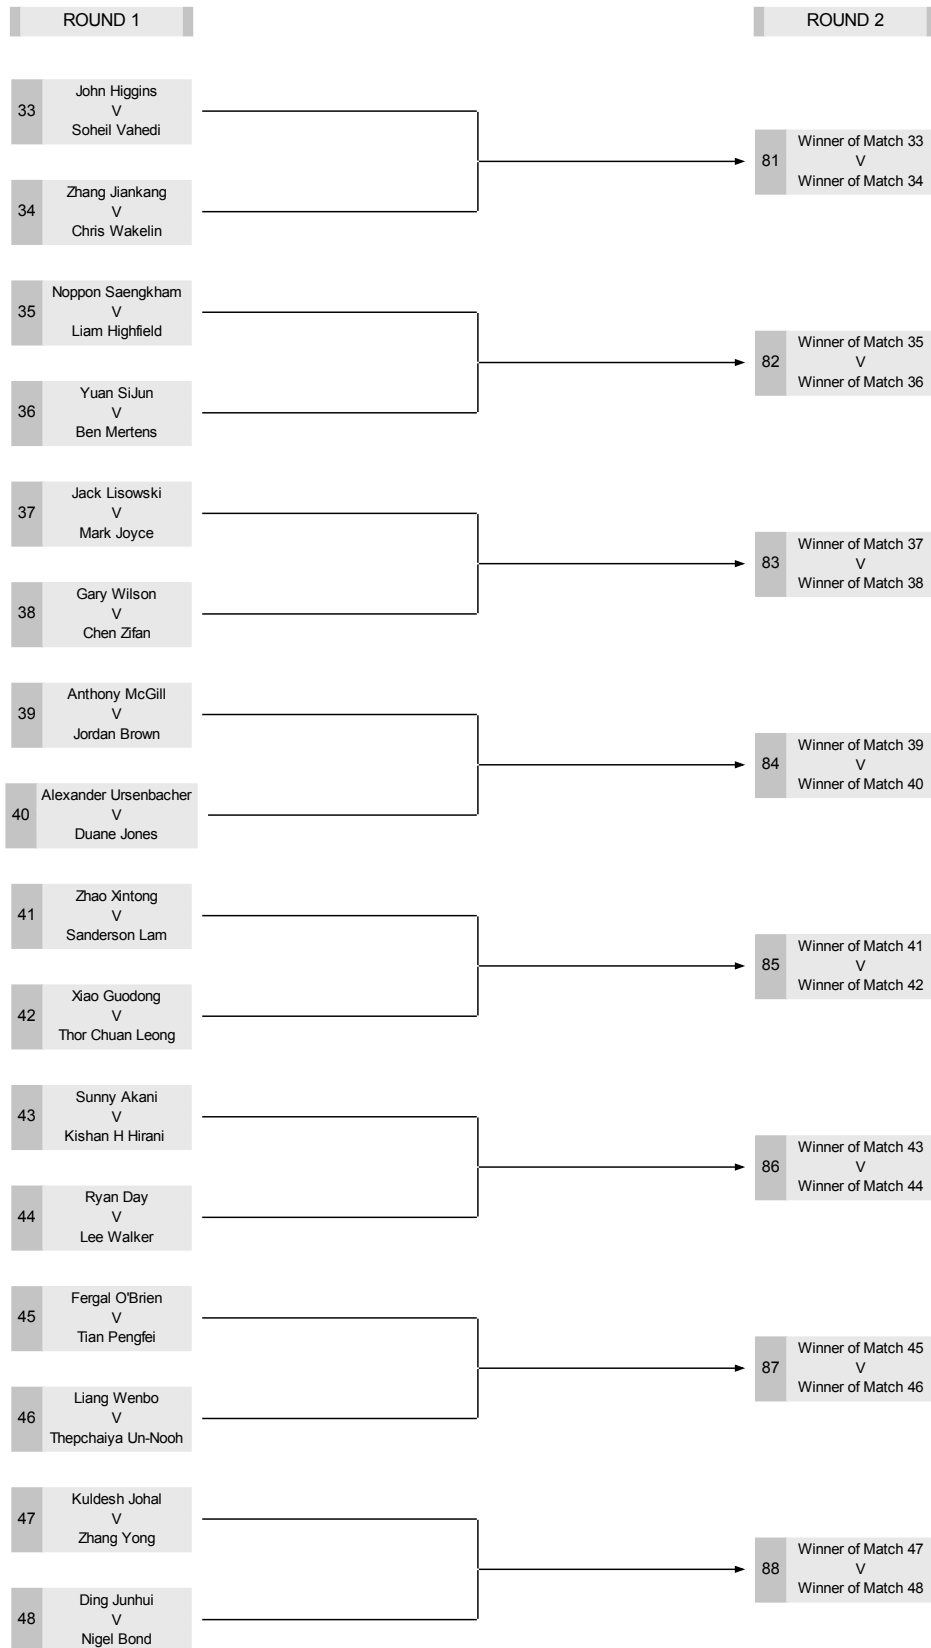 ROUND 1
ROUND 2
33
John Higgins
V
Soheil Vahedi
34
Zhang Jiankang
V
Chris Wakelin
81
Winner of Match 33
V
Winner of Match 34
35
Noppon Saengkham
V
Liam Highfield
36
Yuan SiJun
V
Ben Mertens
82
Winner of Match 35
V
Winner of Match 36
37
Jack Lisowski
V
Mark Joyce
38
Gary Wilson
V
Chen Zifan
83
Winner of Match 37
V
Winner of Match 38
39
Anthony McGill
V
Jordan Brown
40
Alexander Ursenbacher
V
Duane Jones
84
Winner of Match 39
V
Winner of Match 40
41
Zhao Xintong
V
Sanderson Lam
42
Xiao Guodong
V
Thor Chuan Leong
85
Winner of Match 41
V
Winner of Match 42
43
Sunny Akani
V
Kishan H Hirani
44
Ryan Day
V
Lee Walker
86
Winner of Match 43
V
Winner of Match 44
45
Fergal O'Brien
V
Tian Pengfei
46
Liang Wenbo
V
Thepchaiya Un-Nooh
87
Winner of Match 45
V
Winner of Match 46
47
Kuldesh Johal
V
Zhang Yong
48
Ding Junhui
V
Nigel Bond
88
Winner of Match 47
V
Winner of Match 48